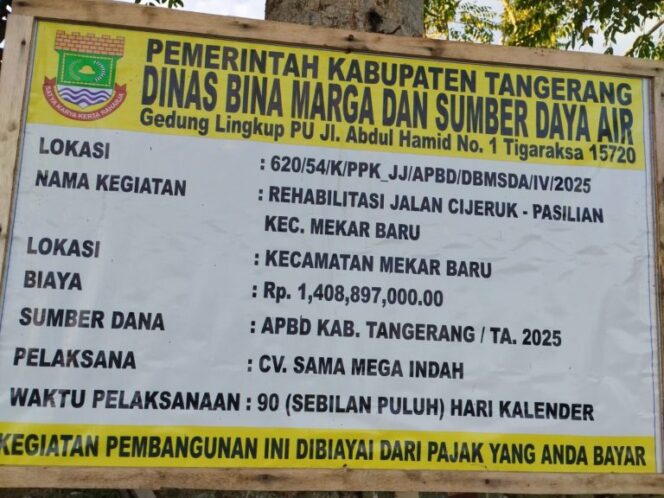 PEMERINTAH KABUPATEN TANGERANG
DINAS BINA MARGA DAN SUMBER DAYA AIR
Gedung Lingkup PU Jl. Abdul Hamid No. 1 Tigaraksa 15720
SATYA KARYA KERTA RAHARJA
LOKASI : 620/54/K/PPK_JJ/APBD/DBMSDA/IV/2025
NAMA KEGIATAN : REHABILITASI JALAN CIJERUK - PASILIAN
KEC. MEKAR BARU
LOKASI : KECAMATAN MEKAR BARU
BIAYA : Rp. 1,408,897,000.00
SUMBER DANA : APBD KAB. TANGERANG / TA. 2025
PELAKSANA : CV. SAMA MEGA INDAH
WAKTU PELAKSANAAN : 90 (SEBILAN PULUH) HARI KALENDER
KEGIATAN PEMBANGUNAN INI DIBIAYAI DARI PAJAK YANG ANDA BAYAR